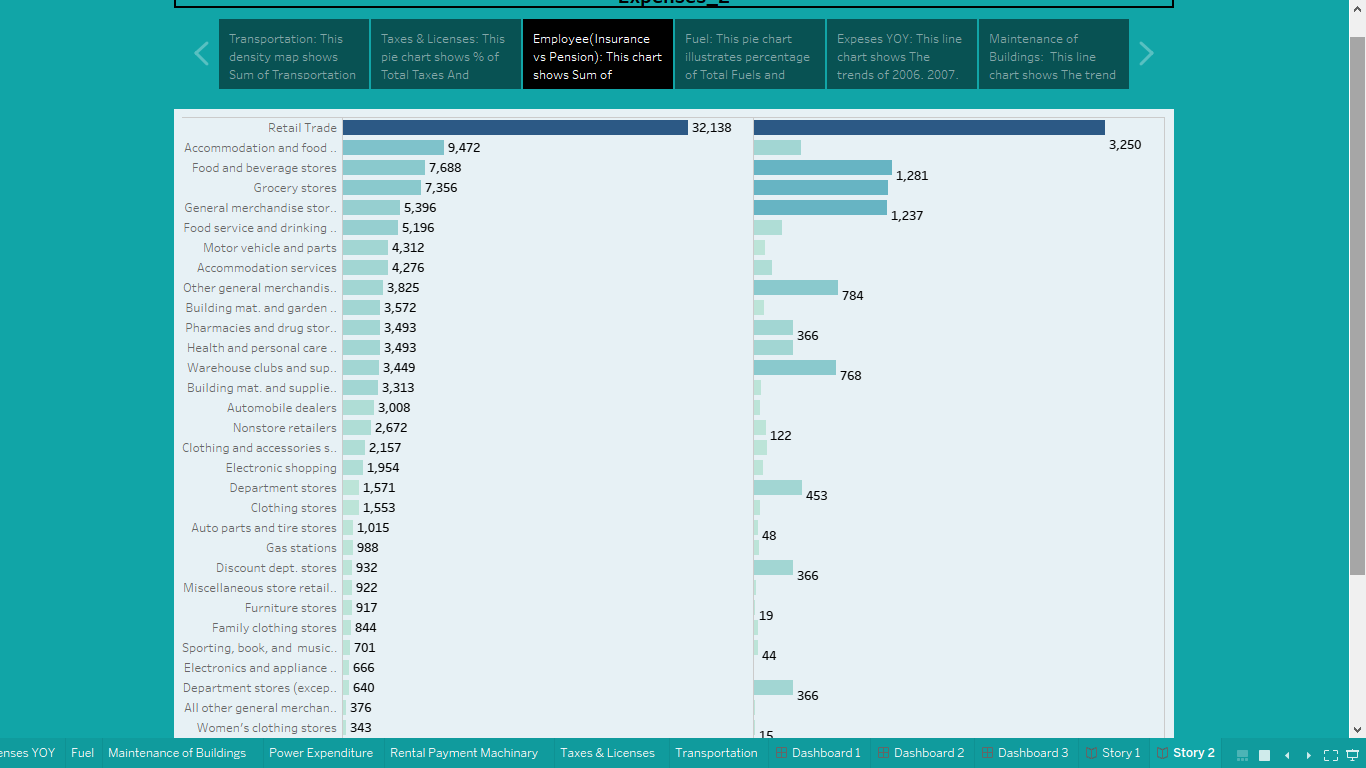 Expenses_2
Transportation: This
density map shows
Sum of Transportation
Taxes & Licenses: This
pie chart shows % of
Total Taxes And
Employee(Insurance
vs Pension): This chart
shows Sum of
Fuel: This pie chart
illustrates percentage
of Total Fuels and
Expeses YOY: This line
chart shows The
trends of 2006. 2007.
Maintenance of
Buildings: This line
chart shows The trend
Retail Trade 32,138
3,250
Accommodation and food .. 9,472
Food and beverage stores 7,688 1,281
Grocery stores 7,356
General merchandise stor.. 5,396 1,237
Food service and drinking .. 5,196
Motor vehicle and parts 4,312
Accommodation services 4,276
Other general merchandis.. 3,825 784
Building mat. and garden .. 3,572
Pharmacies and drug stor.. 3,493 366
Health and personal care .. 3,493
Warehouse clubs and sup.. 3,449 768
Building mat. and supplie.. 3,313
Automobile dealers 3,008
Nonstore retailers 2,672 122
Clothing and accessories s.. 2,157
Electronic shopping 1,954
Department stores 1,571 453
Clothing stores 1,553
Auto parts and tire stores 1,015 48
Gas stations 988
Discount dept. stores 932 366
Miscellaneous store retail.. 922
Furniture stores 917 19
Family clothing stores 844
Sporting, book, and music.. 701 44
Electronics and appliance .. 666
Department stores (excep.. 640 366
All other general merchan.. 376
Women's clothing stores 343 15
enses YOY Fuel Maintenance of Buildings Power Expenditure Rental Payment Machinary Taxes & Licenses Transportation Dashboard 1 Dashboard 2 Dashboard 3 Story 1 Story 2